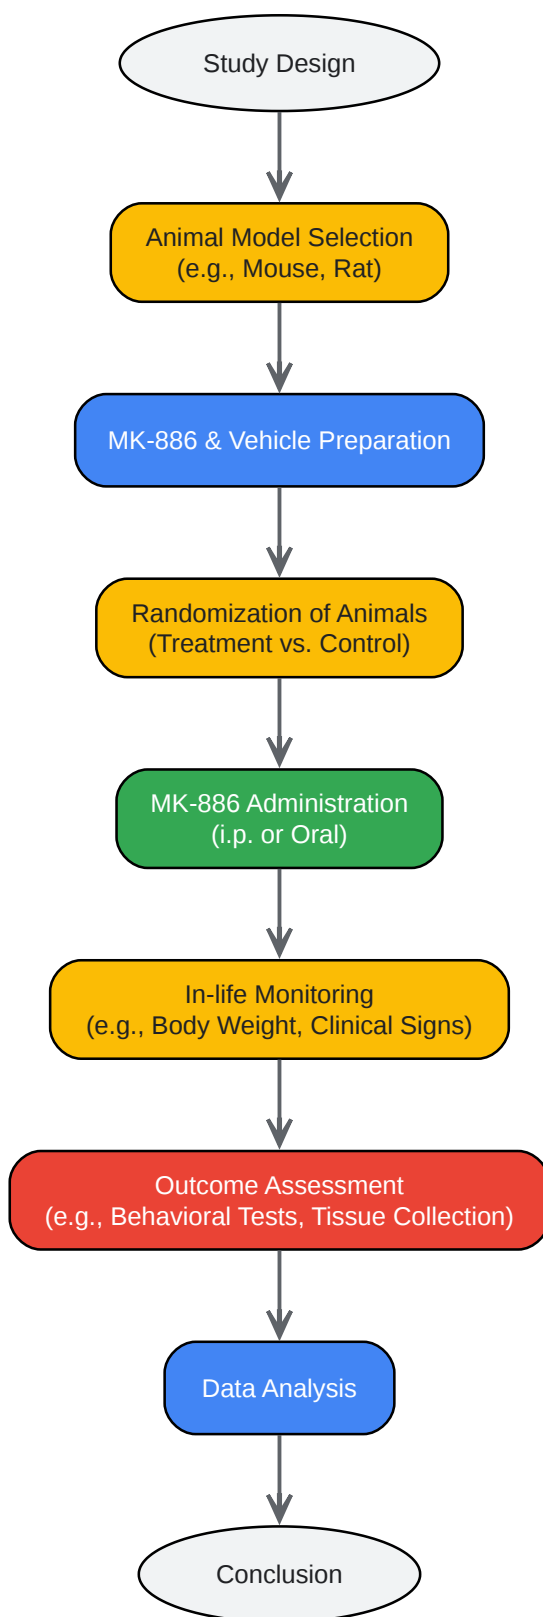 Study Design
Animal Model Selection
(e.g., Mouse, Rat)
MK-886 & Vehicle Preparation
Randomization of Animals
(Treatment vs. Control)
MK-886 Administration
(i.p. or Oral)
In-life Monitoring
(e.g., Body Weight, Clinical Signs)
Outcome Assessment
(e.g., Behavioral Tests, Tissue Collection)
Data Analysis
Conclusion